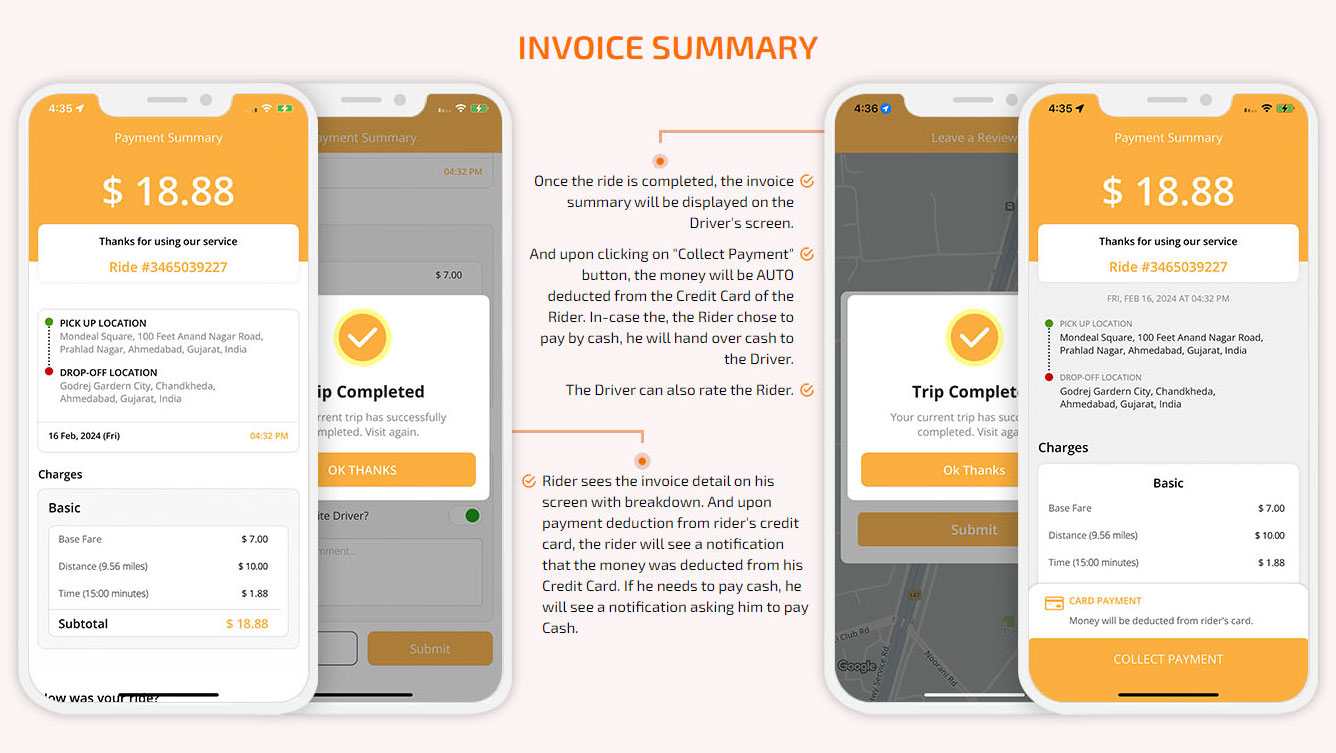 INVOICE SUMMARY
4:35
Payment Summary
$ 18.88
Thanks for using our service
Ride #3465039227
PICK UP LOCATION
Mondeal Square, 100 Feet Anand Nagar Road,
Prahlad Nagar, Ahmedabad, Gujarat, India
DROP-OFF LOCATION
Godrej Gardern City, Chandkheda,
Ahmedabad, Gujarat, India
16 Feb, 2024 (Fri) 04:32 PM
Charges
Basic
Base Fare $ 7.00
Distance (9.56 miles) $ 10.00
Time (15:00 minutes) $ 1.88
Subtotal $ 18.88
How was your ride?
yment Summary
04:32 PM
$ 7.00
ip Completed
rrent trip has successfully
mpleted. Visit again.
OK THANKS
ite Driver?
mment...
Submit
Once the ride is completed, the invoice
summary will be displayed on the
Driver's screen.
And upon clicking on "Collect Payment"
button, the money will be AUTO
deducted from the Credit Card of the
Rider. In-case the, the Rider chose to
pay by cash, he will hand over cash to
the Driver.
The Driver can also rate the Rider.
Rider sees the invoice detail on his
screen with breakdown. And upon
payment deduction from rider's credit
card, the rider will see a notification
that the money was deducted from his
Credit Card. If he needs to pay cash, he
will see a notification asking him to pay
Cash.
4:36
Leave a Review
Trip Complete
Your current trip has succ
completed. Visit aga
Ok Thanks
Submit
147
l Club Rd
Noorani Rd
wy Service Rd
Google
4:35
Payment Summary
$ 18.88
Thanks for using our service
Ride #3465039227
FRI, FEB 16, 2024 AT 04:32 PM
PICK UP LOCATION
Mondeal Square, 100 Feet Anand Nagar Road,
Prahlad Nagar, Ahmedabad, Gujarat, India
DROP-OFF LOCATION
Godrej Gardern City, Chandkheda,
Ahmedabad, Gujarat, India
Charges
Basic
Base Fare $ 7.00
Distance (9.56 miles) $ 10.00
Time (15:00 minutes) $ 1.88
CARD PAYMENT
Money will be deducted from rider's card.
COLLECT PAYMENT